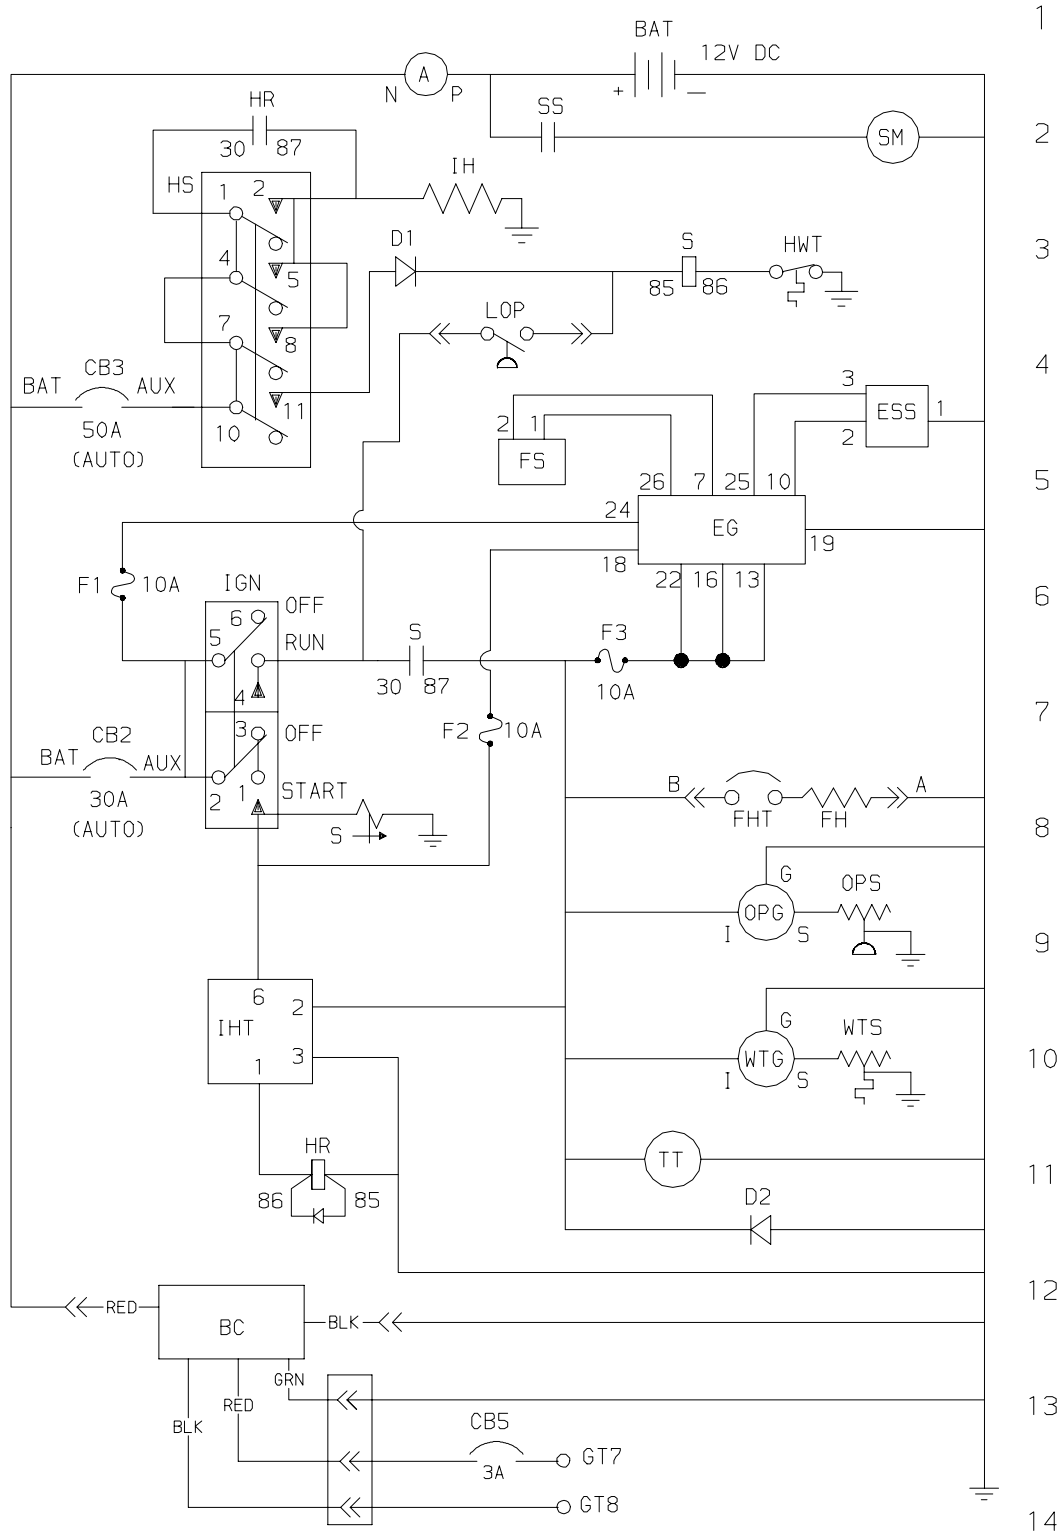 1
BAT
12V DC
A
N
P
+
−
SS
SM
2
HR
30
87
HS
1
2
IH
D1
S
HWT
3
4
5
85
86
LOP
7
8
4
BAT
CB3
AUX
50A
(AUTO)
10
11
3
ESS
1
2
2
1
FS
26
7
25
10
5
24
EG
18
19
22
16
13
F1
10A
IGN
OFF
6
5
RUN
6
S
F3
30
87
10A
4
3
OFF
F2
10A
7
BAT
CB2
AUX
30A
(AUTO)
2
1
START
S
B
A
FHT
FH
8
G
OPS
OPG
I
S
9
6
2
IHT
1
3
G
WTS
WTG
I
S
10
HR
86
85
TT
11
D2
12
RED
BC
BLK
GRN
RED
BLK
13
CB5
3A
GT7
GT8
14